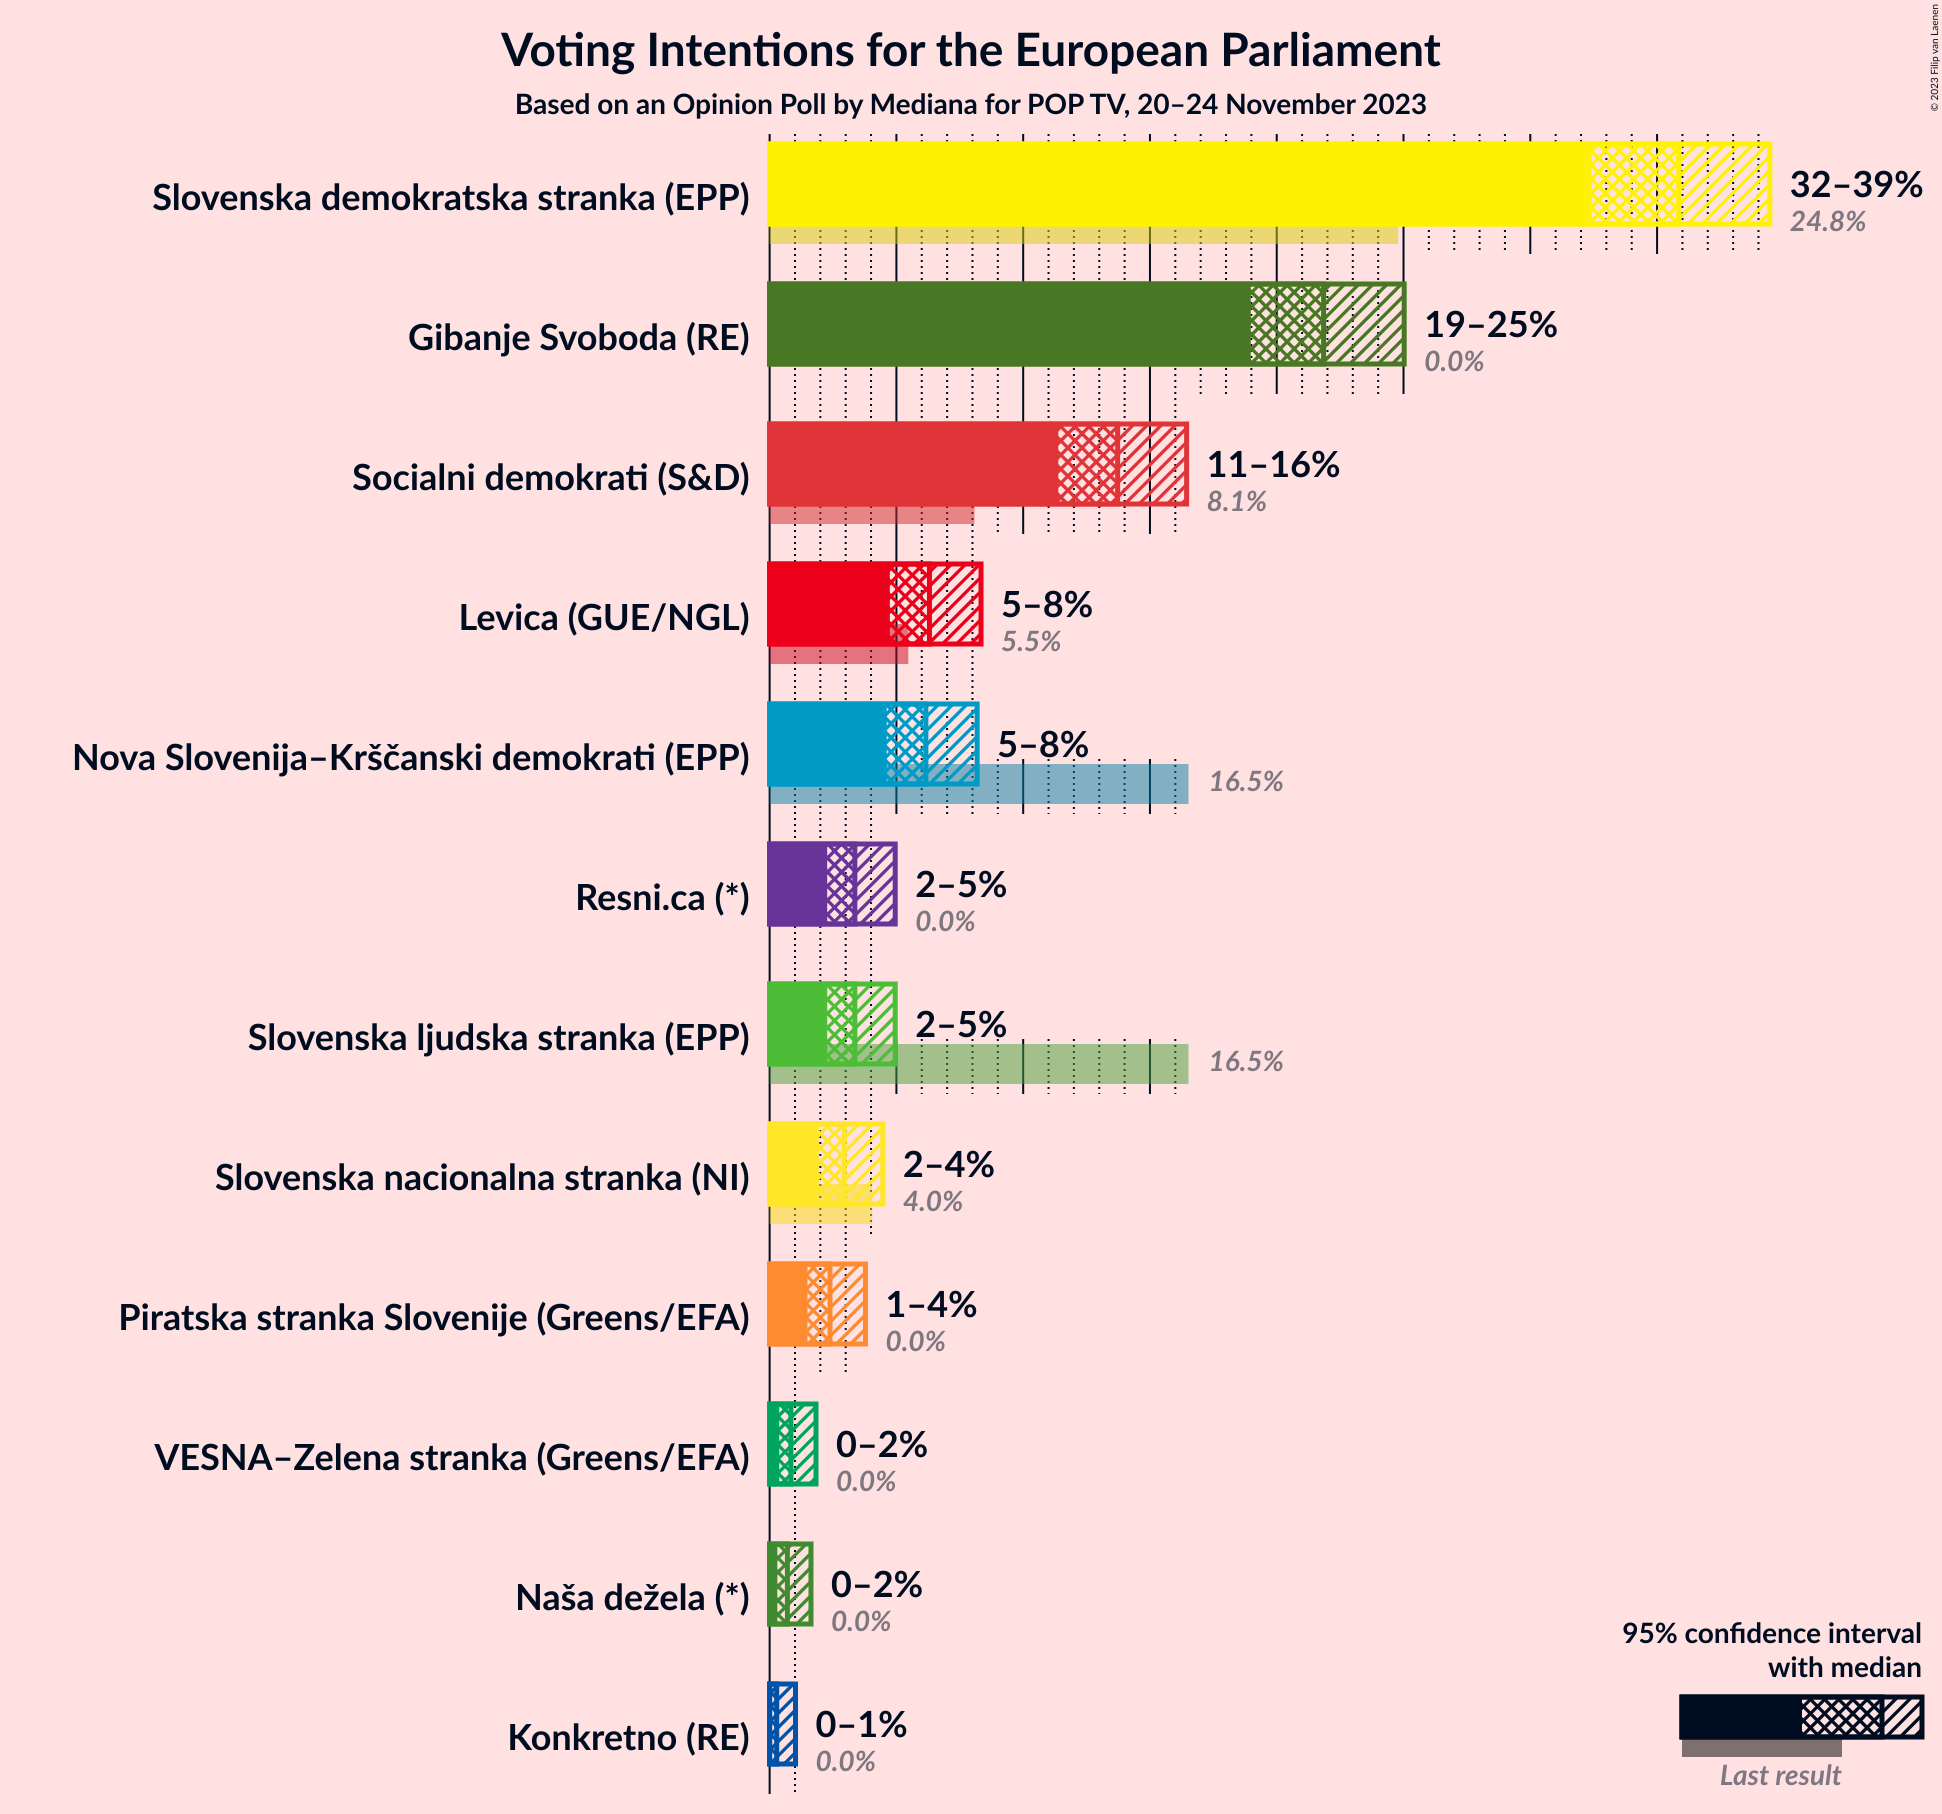 Voting Intentions for the European Parliament
Based on an Opinion Poll by Mediana for POP TV, 20–24 November 2023
© 2023 Filip van Laenen
Slovenska demokratska stranka (EPP)
32–39%
24.8%
Gibanje Svoboda (RE)
19–25%
0.0%
Socialni demokrati (S&D)
11–16%
8.1%
Levica (GUE/NGL)
5–8%
5.5%
Nova Slovenija–Krščanski demokrati (EPP)
5–8%
16.5%
Resni.ca (*)
2–5%
0.0%
Slovenska ljudska stranka (EPP)
2–5%
16.5%
Slovenska nacionalna stranka (NI)
2–4%
4.0%
Piratska stranka Slovenije (Greens/EFA)
1–4%
0.0%
VESNA–Zelena stranka (Greens/EFA)
0–2%
0.0%
Naša dežela (*)
0–2%
0.0%
Konkretno (RE)
0–1%
0.0%
95% confidence interval
with median
Last result